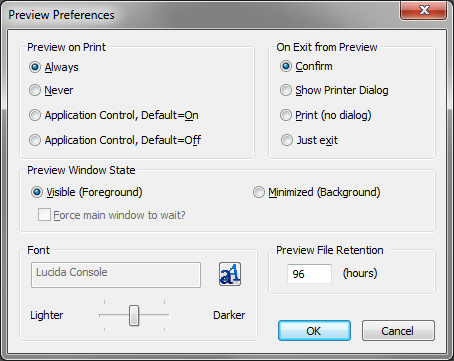 Preview Preferences
Preview on Print
Always
Never
Application Control, Default=On
Application Control, Default=Off
On Exit from Preview
Confirm
Show Printer Dialog
Print (no dialog)
Just exit
Preview Window State
Visible (Foreground)
Minimized (Background)
Force main window to wait?
Font
Lucida Console
Lighter
Darker
Preview File Retention
96 (hours)
OK
Cancel